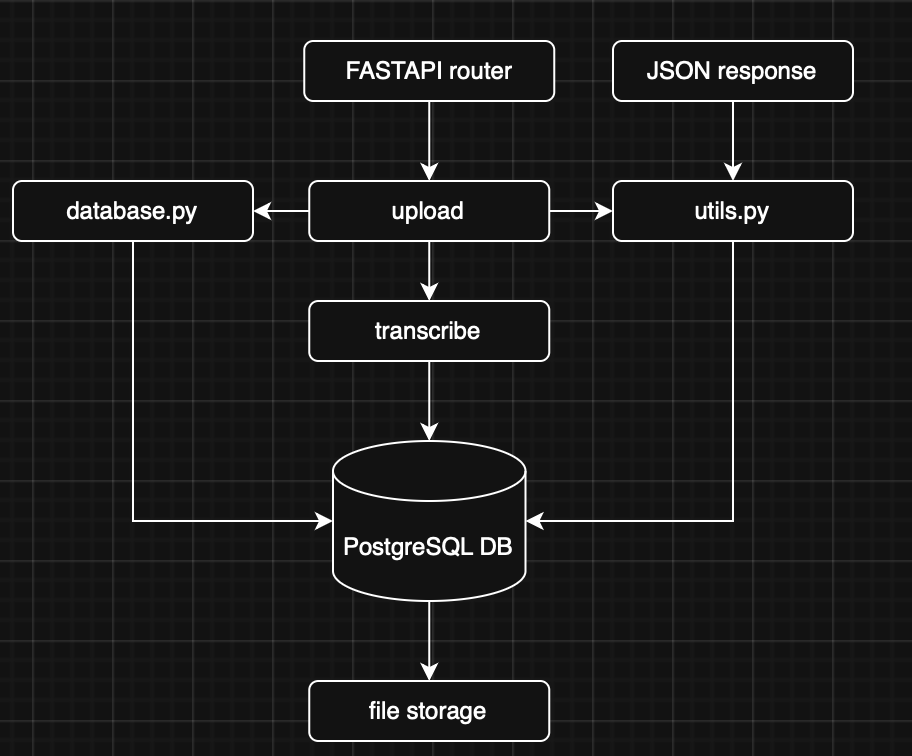 FASTAPI router
JSON response
database.py
upload
utils.py
transcribe
PostgreSQL DB
file storage